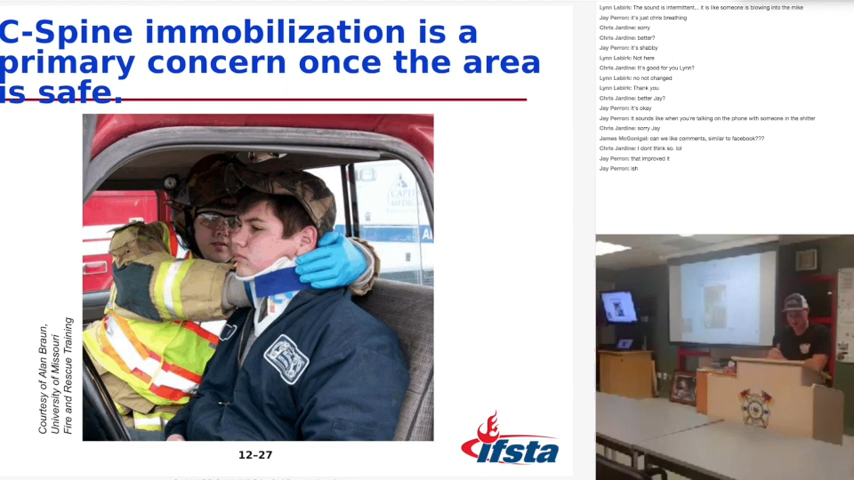 C-Spine immobilization is a
primary concern once the area
is safe.
Courtesy of Alan Braun,
University of Missouri
Fire and Rescue Training
12–27
ifsta
Lynn Labirk: The sound is intermittent... it is like someone is blowing into the mike
Jay Perron: it's just chris breathing
Chris Jardine: sorry
Chris Jardine: better?
Jay Perron: it's shabby
Lynn Labirk: Not here
Chris Jardine: It's good for you Lynn?
Lynn Labirk: no not changed
Lynn Labirk: Thank you
Chris Jardine: better Jay?
Jay Perron: it's okay
Jay Perron: it sounds like when you're talking on the phone with someone in the shitter
Chris Jardine: sorry Jay
James McGonigal: can we like comments, similar to facebook???
Chris Jardine: I dont think so. lol
Jay Perron: that improved it
Jay Perron: ish